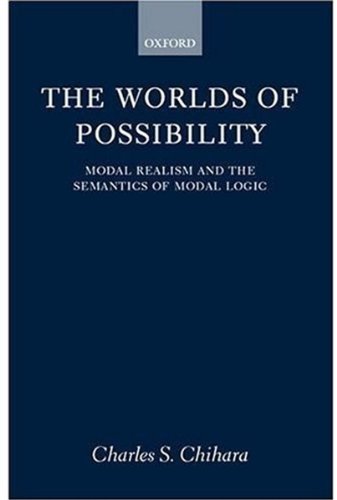 OXFORD
THE WORLDS OF
POSSIBILITY
MODAL REALISM AND THE
SEMANTICS OF MODAL LOGIC
Charles S. Chihara